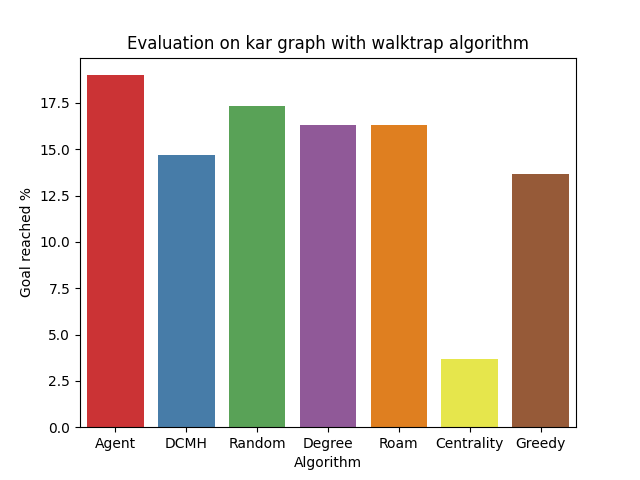 Evaluation on kar graph with walktrap algorithm
Goal reached %
17.5
15.0
12.5
10.0
7.5
5.0
2.5
0.0
Agent DCMH Random Degree Roam Centrality Greedy
Algorithm